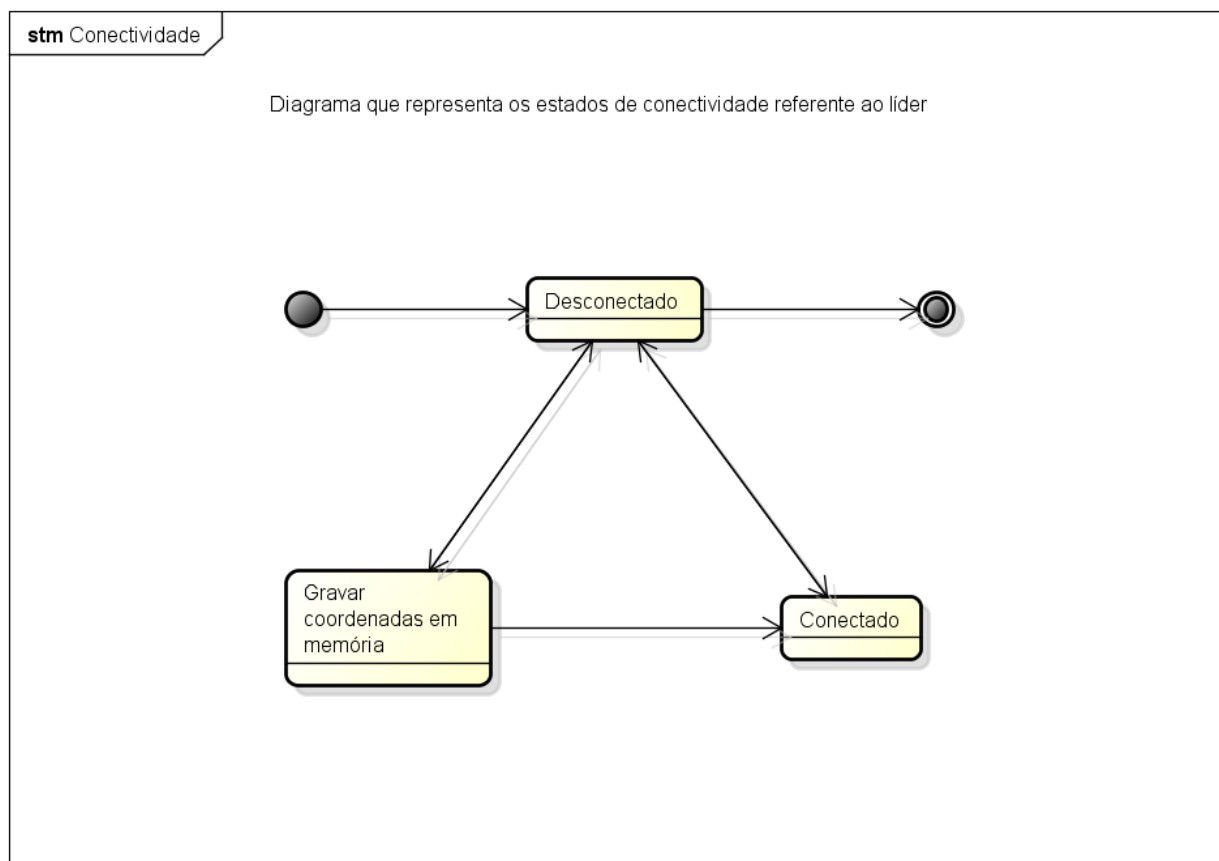 stm Conectividade
Diagrama que representa os estados de conectividade referente ao líder
Desconectado
Gravar
coordenadas em
memória
Conectado